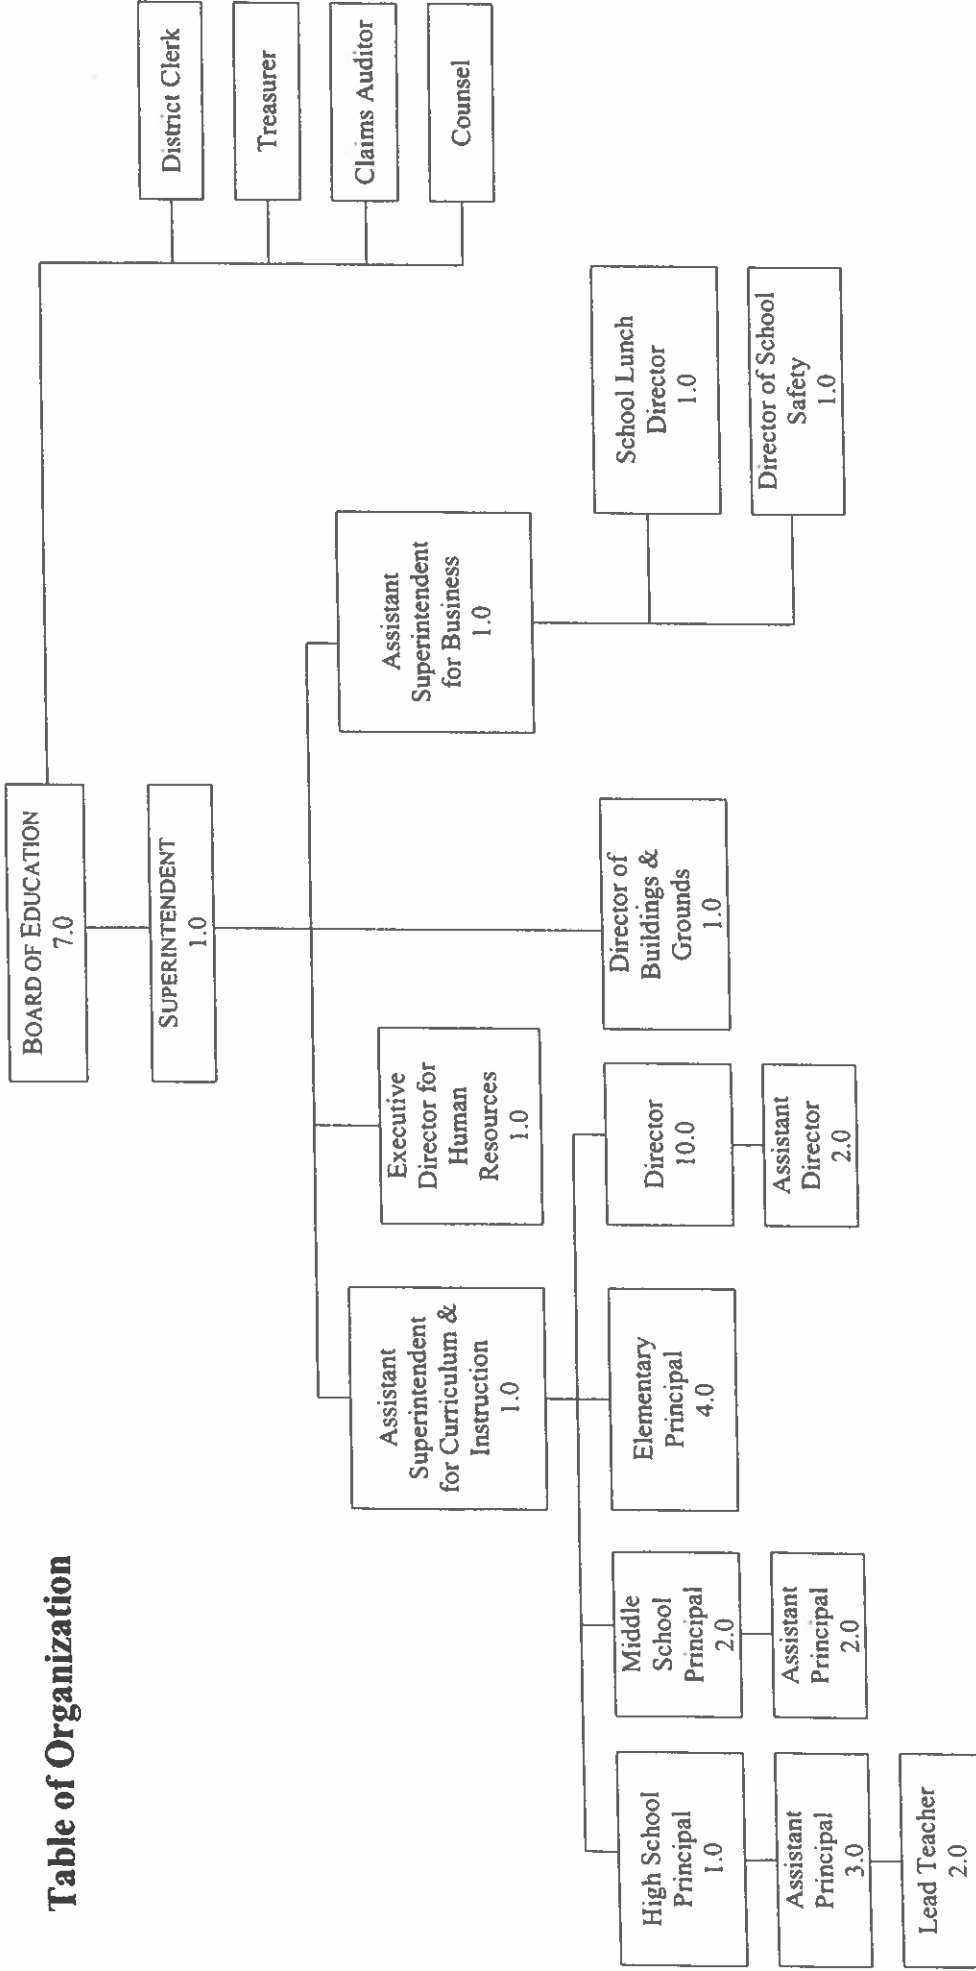 Table of Organization
BOARD OF EDUCATION
7.0
SUPERINTENDENT
1.0
District Clerk
Treasurer
Claims Auditor
Counsel
Assistant
Superintendent
for Curriculum &
Instruction
1.0
Executive
Director for
Human
Resources
1.0
Assistant
Superintendent
for Business
1.0
High School
Principal
1.0
Middle
School
Principal
2.0
Elementary
Principal
4.0
Director
10.0
Director of
Buildings &
Grounds
1.0
School Lunch
Director
1.0
Assistant
Principal
3.0
Assistant
Principal
2.0
Assistant
Director
2.0
Director of School
Safety
1.0
Lead Teacher
2.0